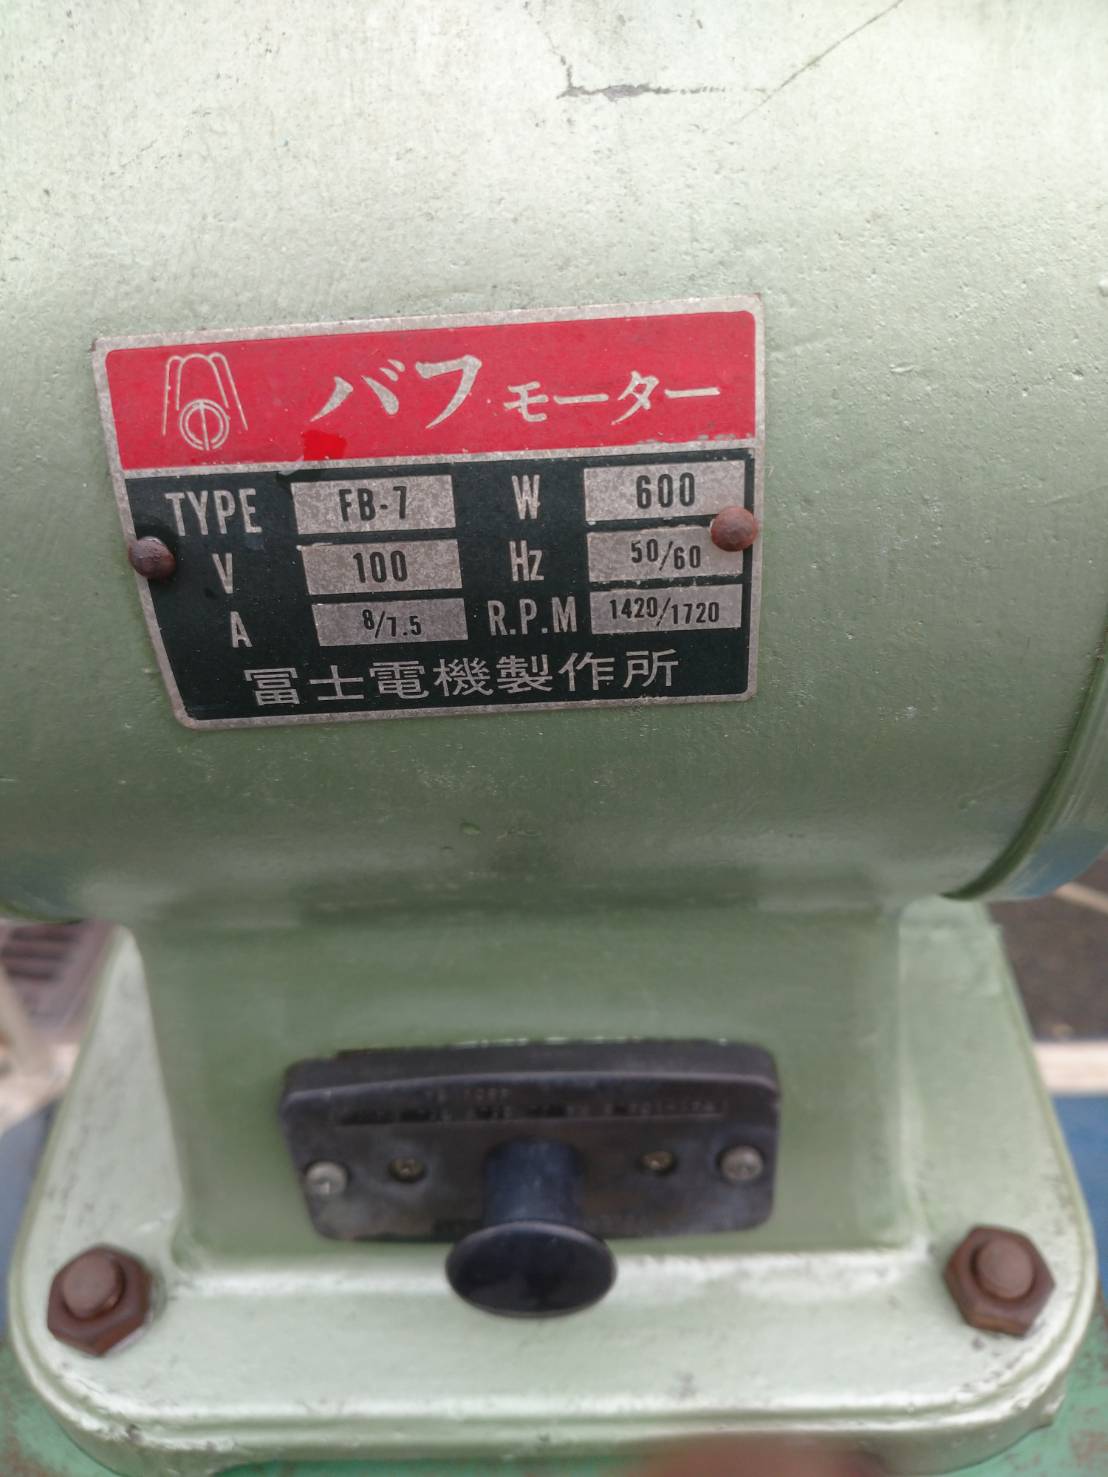 バフモーター
TYPE FB-7 W 600
V 100 Hz 50/60
A 8/7.5 R.P.M 1420/1720
冨士電機製作所